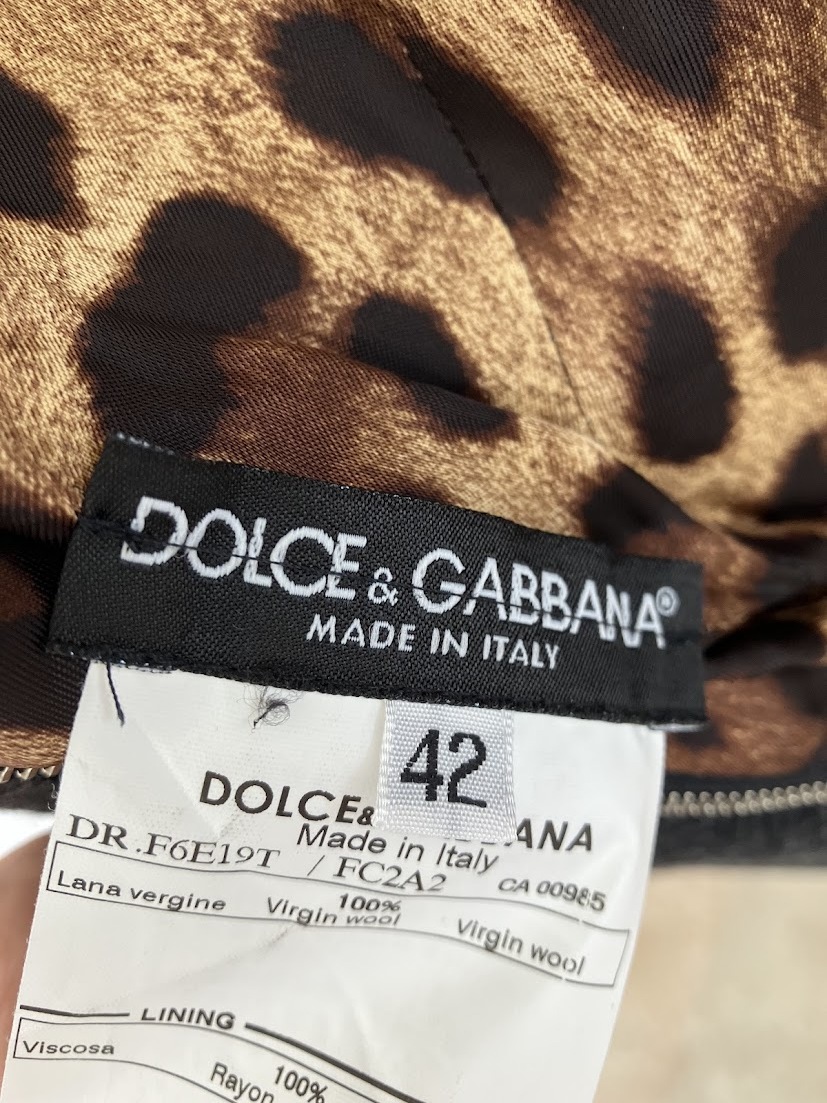 DOLCE & GABBANA®
MADE IN ITALY
42
DOLCE& ANA
Made in Italy
DR.F6E19T / FC2A2 CA 00985
100%
Lana vergine Virgin wool Virgin wool
LINING
100%
Viscosa Rayon